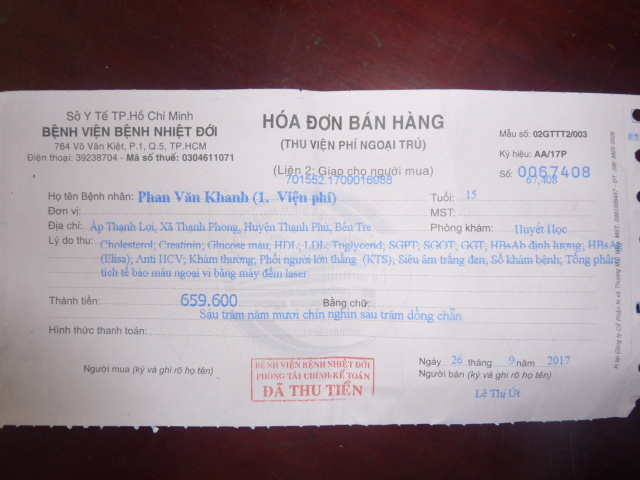 Sở Y Tế TP.Hồ Chí Minh
BỆNH VIỆN BỆNH NHIỆT ĐỚI
764 Võ Văn Kiệt, P.1, Q.5, TP.HCM
Điện thoại: 39238704 - Mã số thuế: 0304611071
HÓA ĐƠN BÁN HÀNG
(THU VIỆN PHÍ NGOẠI TRÚ)
(Liên 2: Giao cho người mua)
701552.1709016988
Mẫu số: 02GTTT2/003
Ký hiệu: AA/17P
Số: 0067408
67,408
Họ tên Bệnh nhân: Phan Văn Khanh (1. Viện phí) Tuổi: 15
Đơn vị: MST:
Địa chỉ: Ấp Thạnh Lợi, Xã Thạnh Phong, Huyện Thạnh Phú, Bến Tre Phòng khám: Huyết Học
Lý do thu: Cholesterol; Creatinin; Glucose máu; HDL; LDL; Triglycerid; SGPT; SGOT; GGT; HBsAb định lượng; HBsAg
(Elisa); Anti HCV; Khám thường; Phổi người lớn thẳng (KTS); Siêu âm trắng đen; Sổ khám bệnh; Tổng phân
tích tế bào máu ngoại vi bằng máy đếm laser
Thành tiền: 659.600 Bằng chữ:
Sáu trăm năm mươi chín nghìn sáu trăm đồng chẵn
Hình thức thanh toán:
Ngày 26 tháng 9 năm 2017
Người mua (ký và ghi rõ họ tên) Người bán (ký và ghi rõ họ tên)
BỆNH VIỆN BỆNH NHIỆT ĐỚI
PHÒNG TÀI CHÍNH-KẾ TOÁN
ĐÃ THU TIỀN
Lê Thị Út